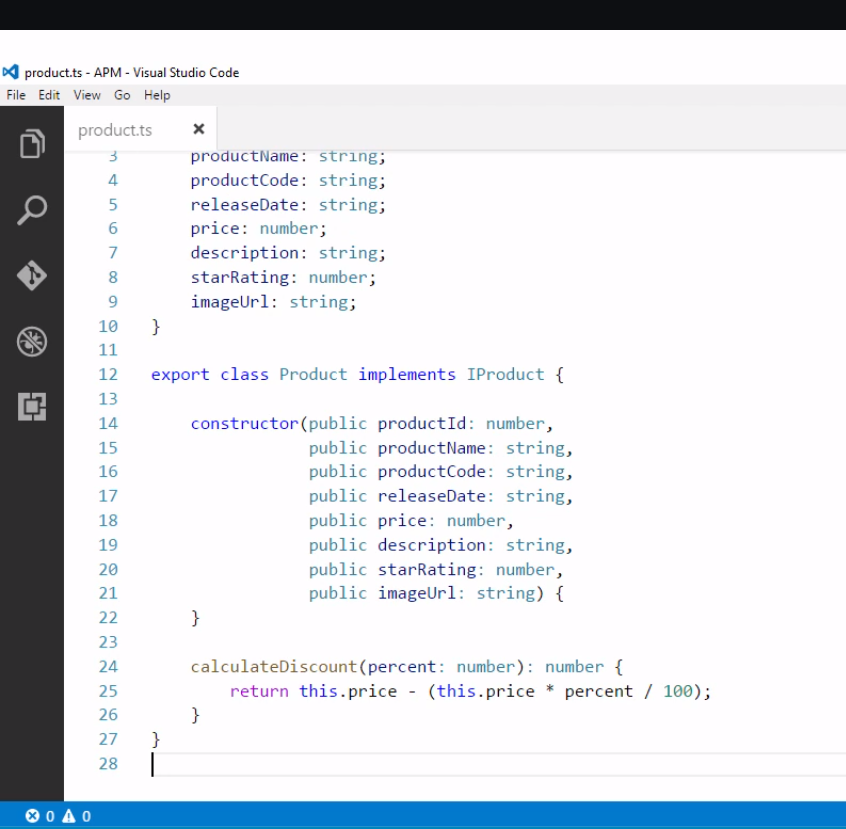 product.ts - APM - Visual Studio Code
File Edit View Go Help
product.ts ×
3 productName: string;
4 productCode: string;
5 releaseDate: string;
6 price: number;
7 description: string;
8 starRating: number;
9 imageUrl: string;
10 }
11
12 export class Product implements IProduct {
13
14 constructor(public productId: number,
15 public productName: string,
16 public productCode: string,
17 public releaseDate: string,
18 public price: number,
19 public description: string,
20 public starRating: number,
21 public imageUrl: string) {
22 }
23
24 calculateDiscount(percent: number): number {
25 return this.price - (this.price * percent / 100);
26 }
27 }
28
0 0